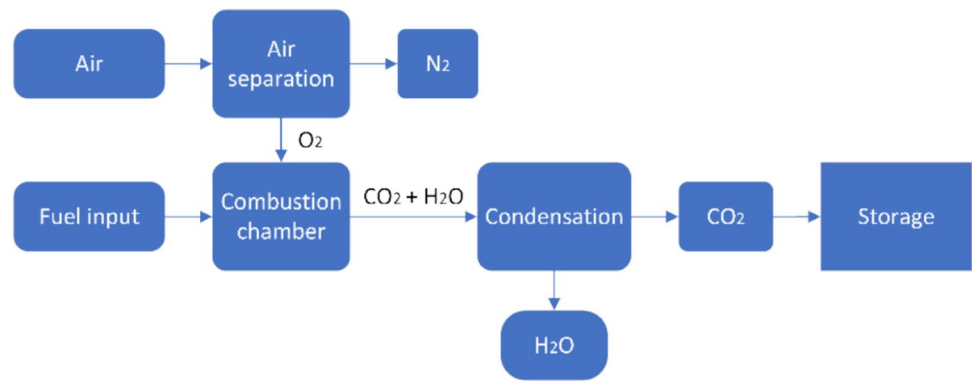 Air
Air
separation
N2
O2
Fuel input
Combustion
chamber
CO2 + H2O
Condensation
CO2
Storage
H2O